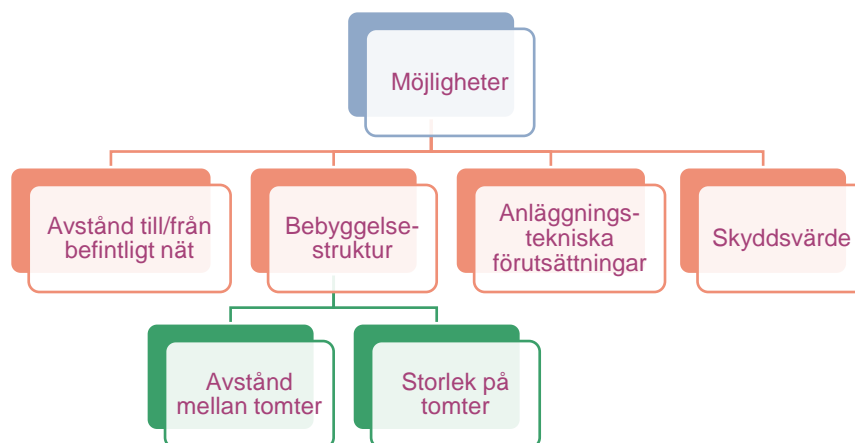 Möjligheter
Avstånd till/från
befintligt nät
Bebyggelse-
struktur
Anläggnings-
tekniska
förutsättningar
Skyddsvärde
Avstånd
mellan tomter
Storlek på
tomter